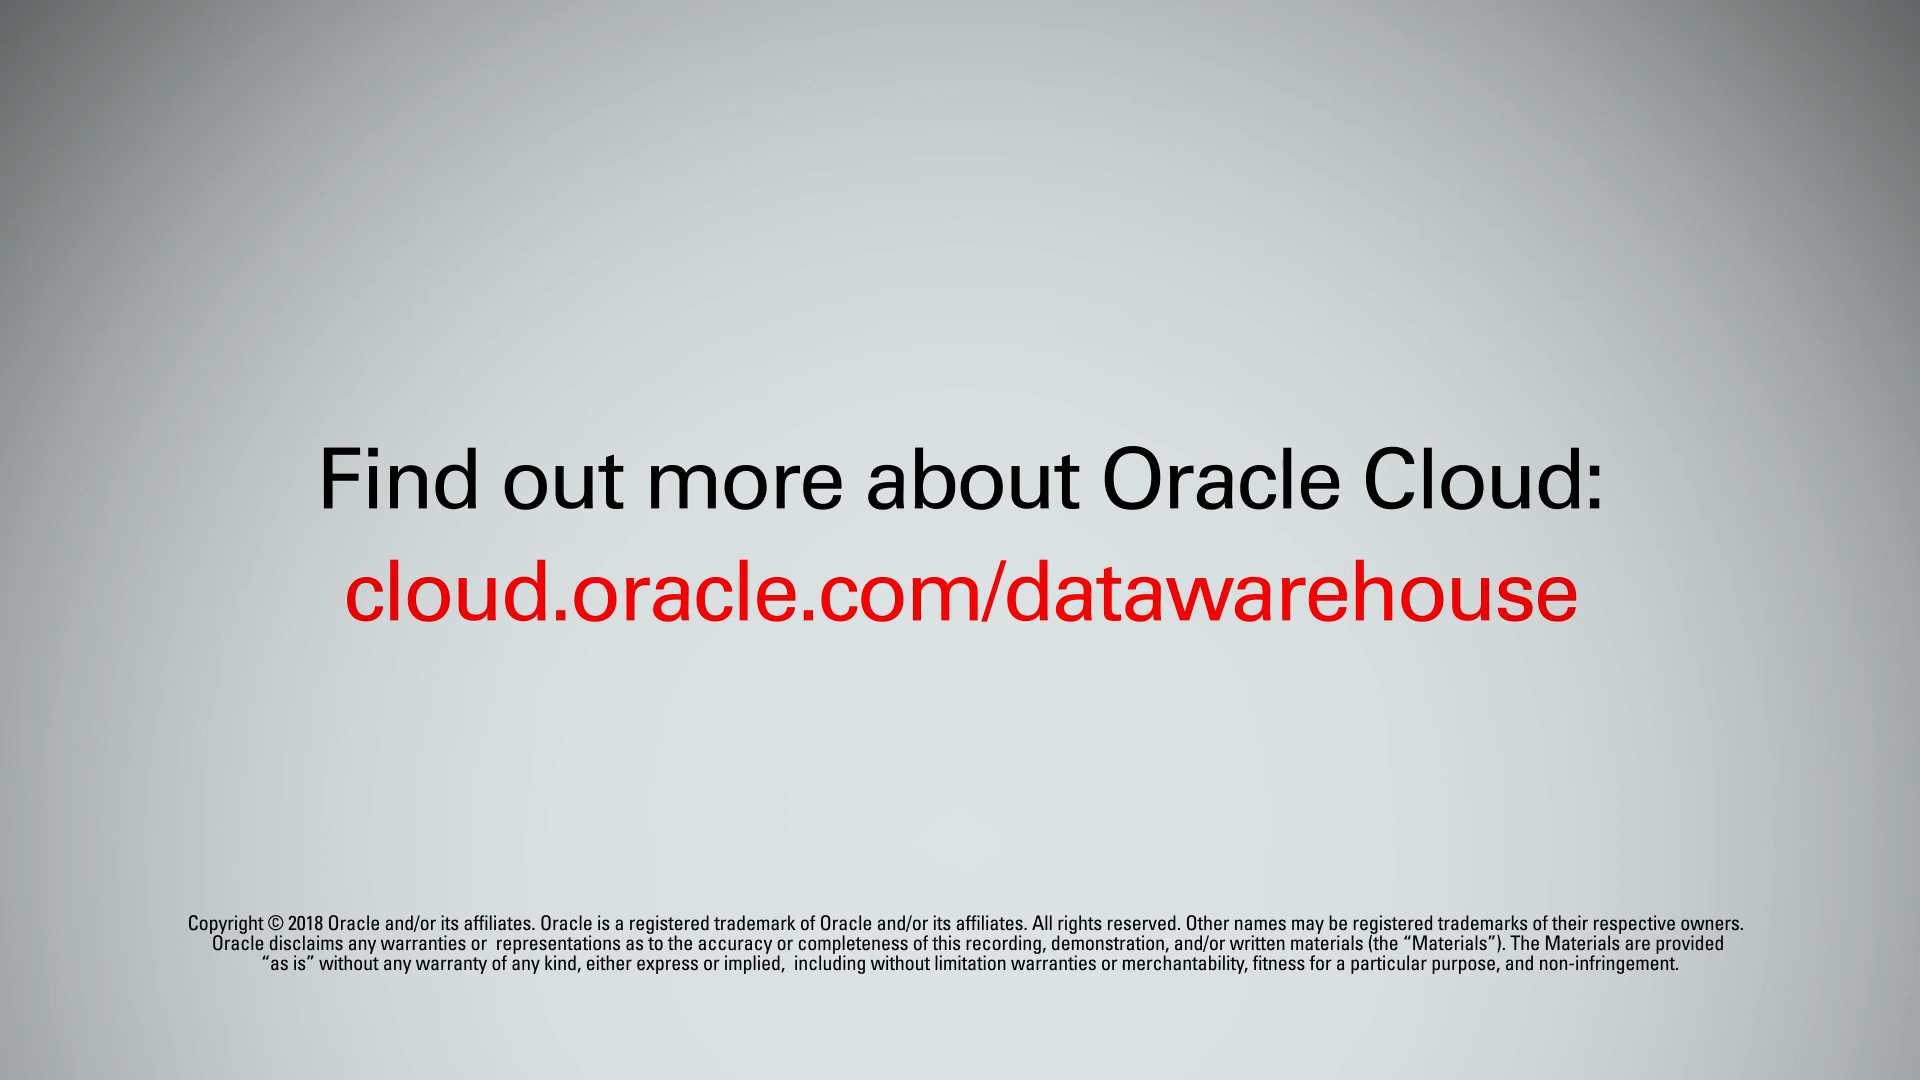 Find out more about Oracle Cloud:
cloud.oracle.com/datawarehouse
Copyright © 2018 Oracle and/or its affiliates. Oracle is a registered trademark of Oracle and/or its affiliates. All rights reserved. Other names may be registered trademarks of their respective owners.
Oracle disclaims any warranties or  representations as to the accuracy or completeness of this recording, demonstration, and/or written materials (the “Materials”). The Materials are provided
“as is” without any warranty of any kind, either express or implied,  including without limitation warranties or merchantability, fitness for a particular purpose, and non-infringement.